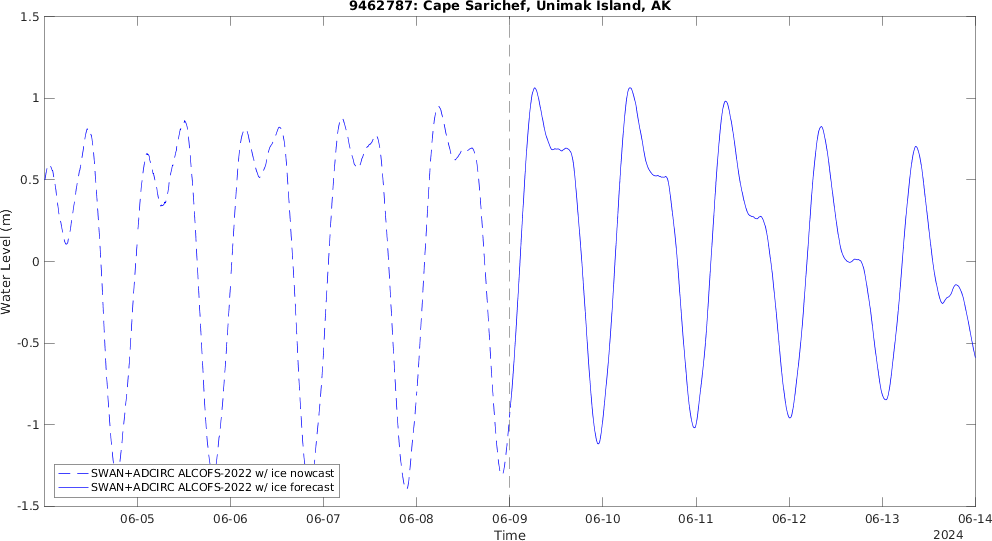 9462787: Cape Sarichef, Unimak Island, AK
1.5
1
0.5
0
-0.5
-1
-1.5
Water Level (m)
SWAN+ADCIRC ALCOFS-2022 w/ ice nowcast
SWAN+ADCIRC ALCOFS-2022 w/ ice forecast
06-05 06-06 06-07 06-08 06-09 06-10 06-11 06-12 06-13 06-14
Time
2024